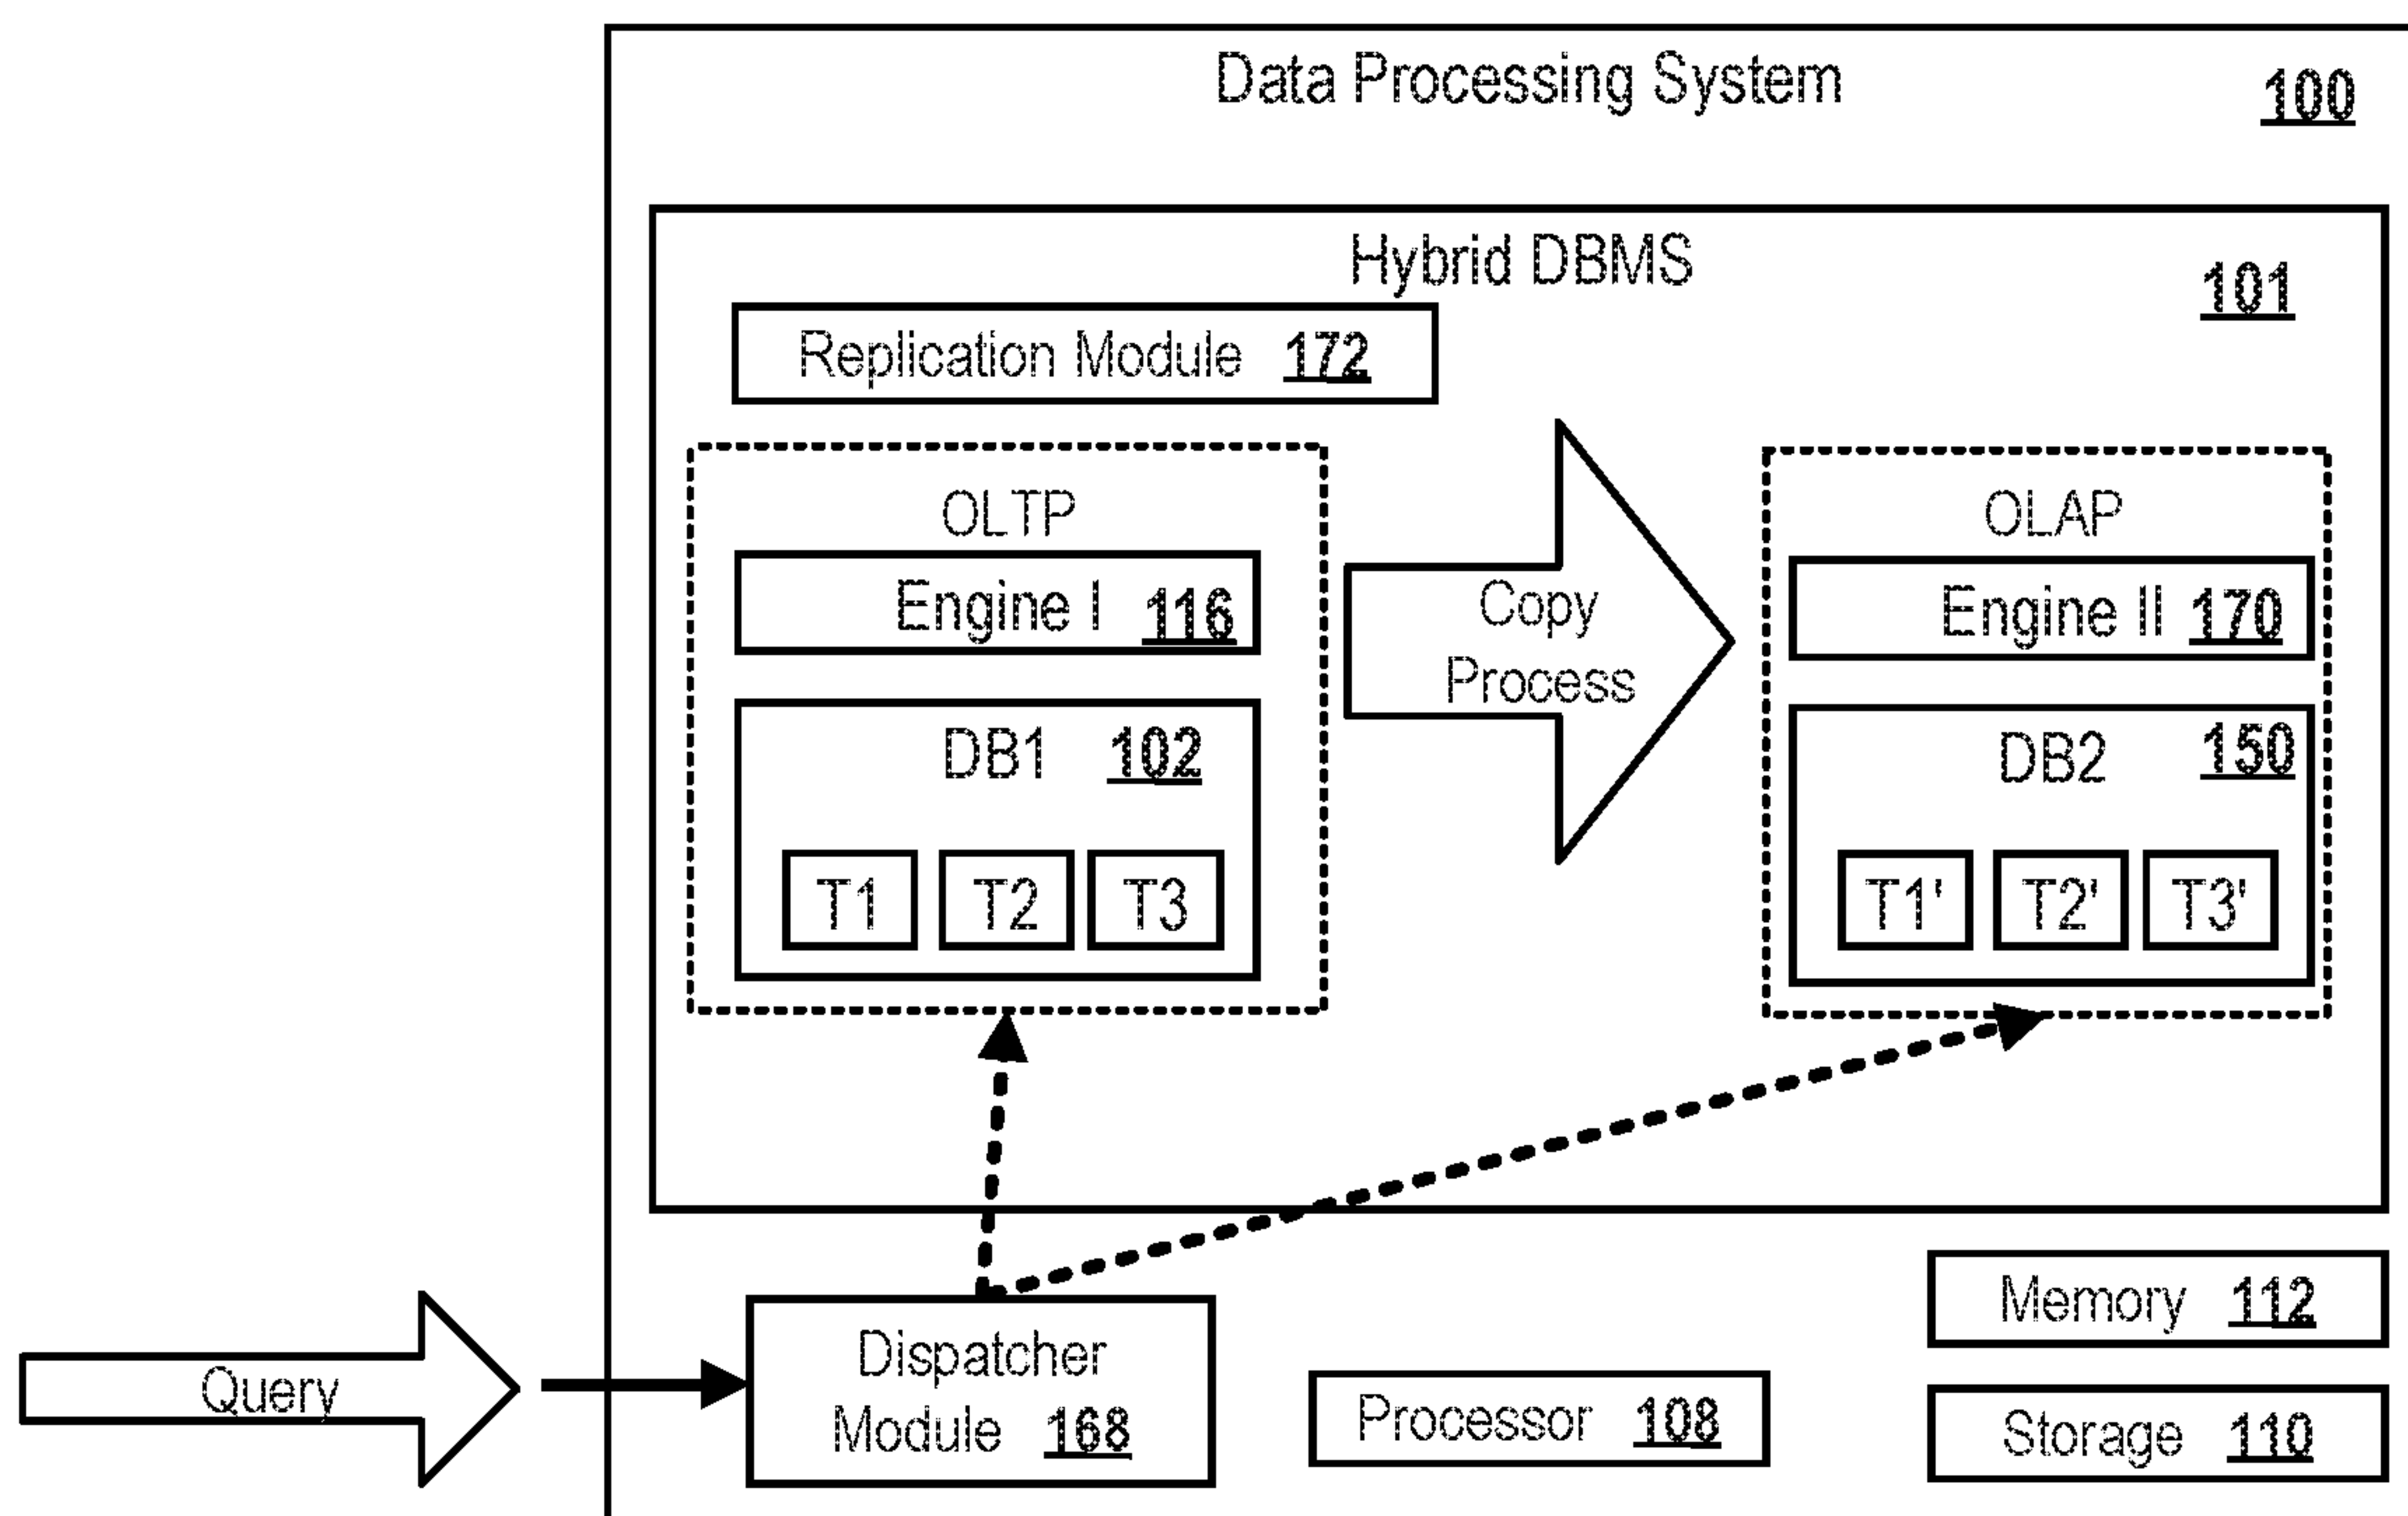 Data Processing System 100
Hybrid DBMS 101
Replication Module 172
OLTP
Engine I 116
DB1 102
T1 T2 T3
Copy
Process
OLAP
Engine II 170
DB2 150
T1' T2' T3'
Query
Dispatcher
Module 168
Processor 108
Memory 112
Storage 110